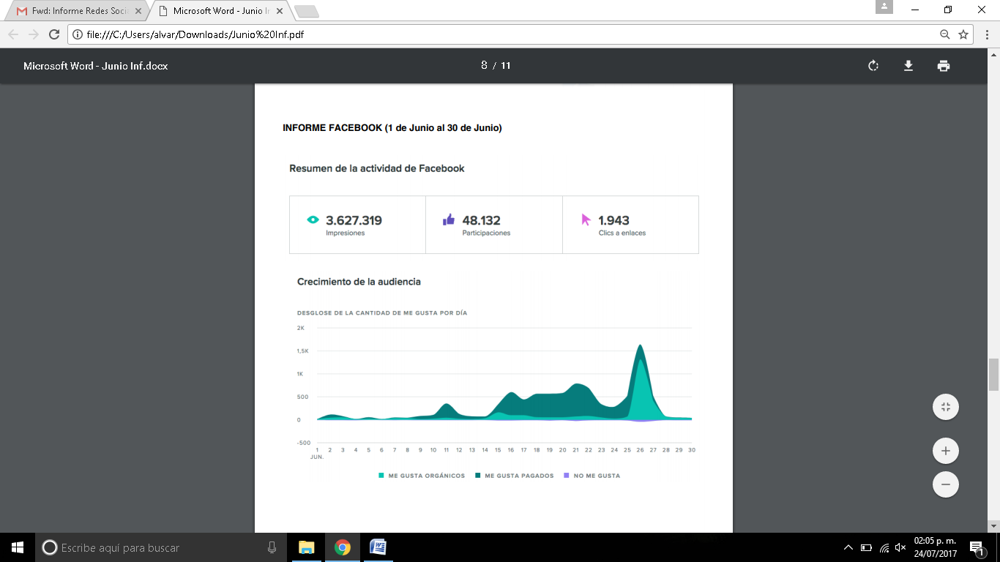 Fwd: Informe Redes Soci
Microsoft Word - Junio In
file:///C:/Users/alvar/Downloads/Junio%20Inf.pdf
Microsoft Word - Junio Inf.docx
8 / 11
INFORME FACEBOOK (1 de Junio al 30 de Junio)
Resumen de la actividad de Facebook
3.627.319
Impresiones
48.132
Participaciones
1.943
Clics a enlaces
Crecimiento de la audiencia
DESGLOSE DE LA CANTIDAD DE ME GUSTA POR DÍA
2K
1,5K
1K
500
0
-500
1 2 3 4 5 6 7 8 9 10 11 12 13 14 15 16 17 18 19 20 21 22 23 24 25 26 27 28 29 30
JUN.
ME GUSTA ORGÁNICOS ME GUSTA PAGADOS NO ME GUSTA
Escribe aquí para buscar
02:05 p. m.
24/07/2017
1